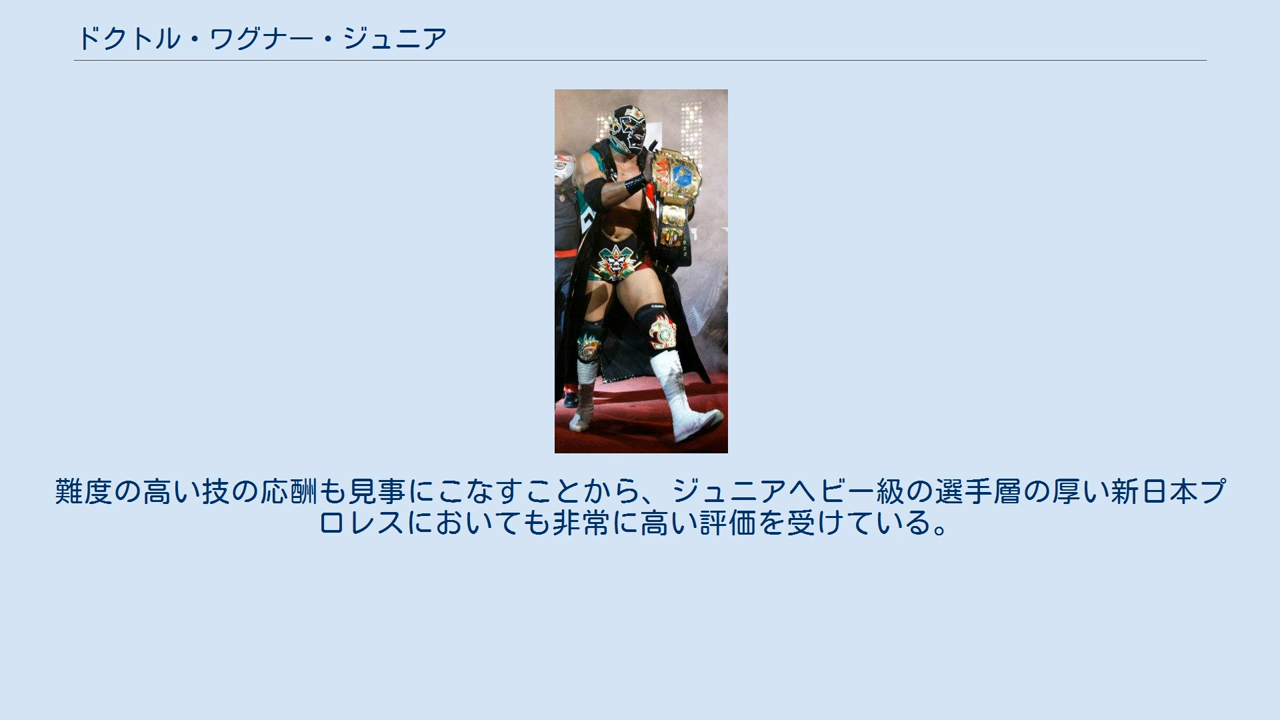 ドクトル・ワグナー・ジュニア
難度の高い技の応酬も見事にこなすことから、ジュニアヘビー級の選手層の厚い新日本プ
ロレスにおいても非常に高い評価を受けている。